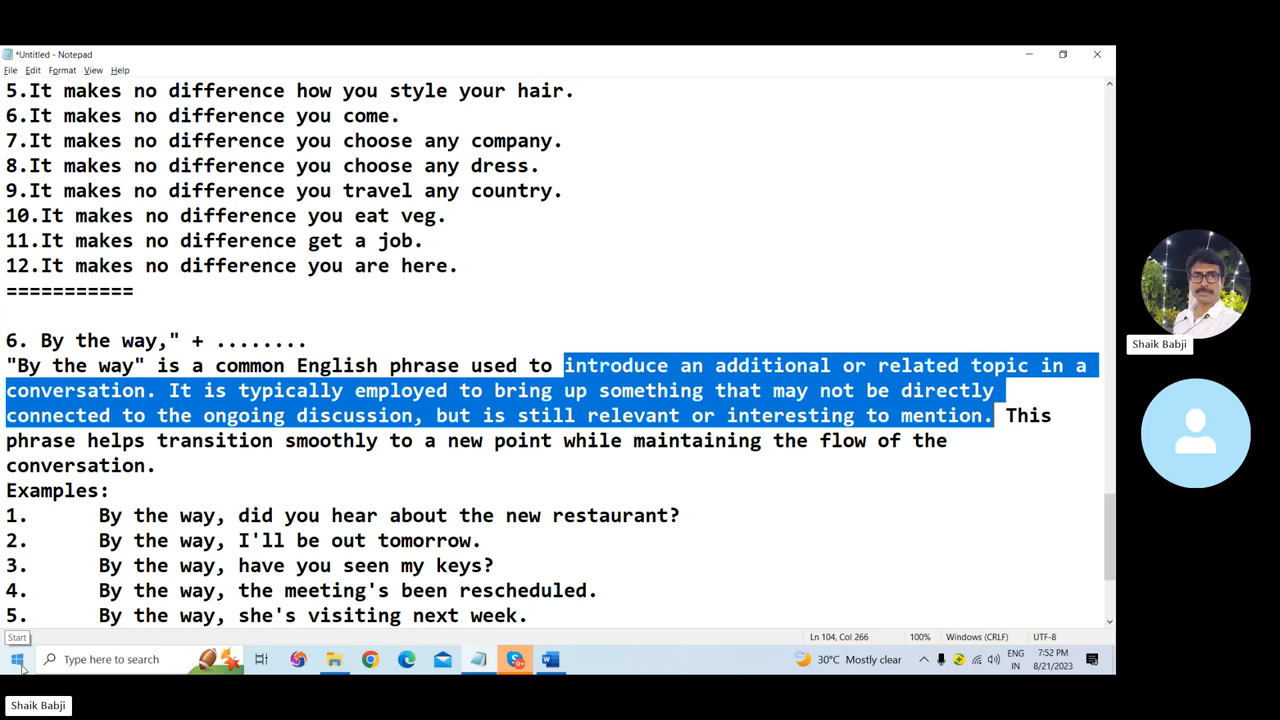 *Untitled - Notepad
File Edit Format View Help
5.It makes no difference how you style your hair.
6.It makes no difference you come.
7.It makes no difference you choose any company.
8.It makes no difference you choose any dress.
9.It makes no difference you travel any country.
10.It makes no difference you eat veg.
11.It makes no difference get a job.
12.It makes no difference you are here.
===========
6. By the way," + ........
"By the way" is a common English phrase used to introduce an additional or related topic in a
conversation. It is typically employed to bring up something that may not be directly
connected to the ongoing discussion, but is still relevant or interesting to mention. This
phrase helps transition smoothly to a new point while maintaining the flow of the
conversation.
Examples:
1. By the way, did you hear about the new restaurant?
2. By the way, I'll be out tomorrow.
3. By the way, have you seen my keys?
4. By the way, the meeting's been rescheduled.
5. By the way, she's visiting next week.
Shaik Babji
Start
Ln 104, Col 266 100% Windows (CRLF) UTF-8
Type here to search
30°C Mostly clear
ENG
IN
7:52 PM
8/21/2023
Shaik Babji